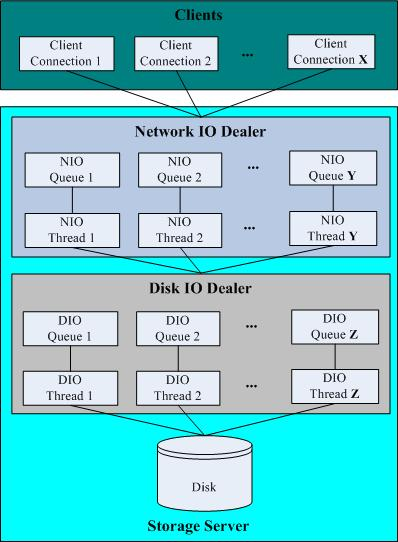 Clients
Client
Connection 1
Client
Connection 2
...
Client
Connection X
Network IO Dealer
NIO
Queue 1
NIO
Queue 2
...
NIO
Queue Y
NIO
Thread 1
NIO
Thread 2
...
NIO
Thread Y
Disk IO Dealer
DIO
Queue 1
DIO
Queue 2
...
DIO
Queue Z
DIO
Thread 1
DIO
Thread 2
...
DIO
Thread Z
Disk
Storage Server